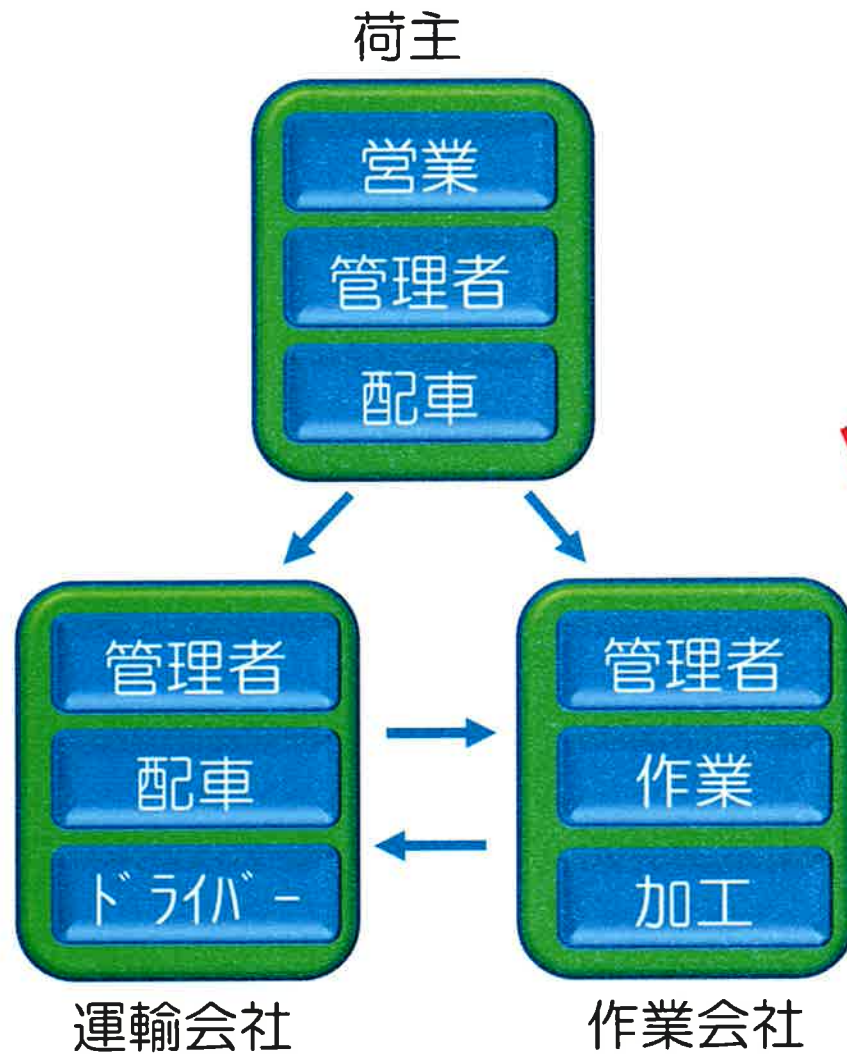 荷主
営業
管理者
配車
管理者
配車
ﾄﾞﾗｲﾊﾞｰ
運輸会社
管理者
作業
加工
作業会社